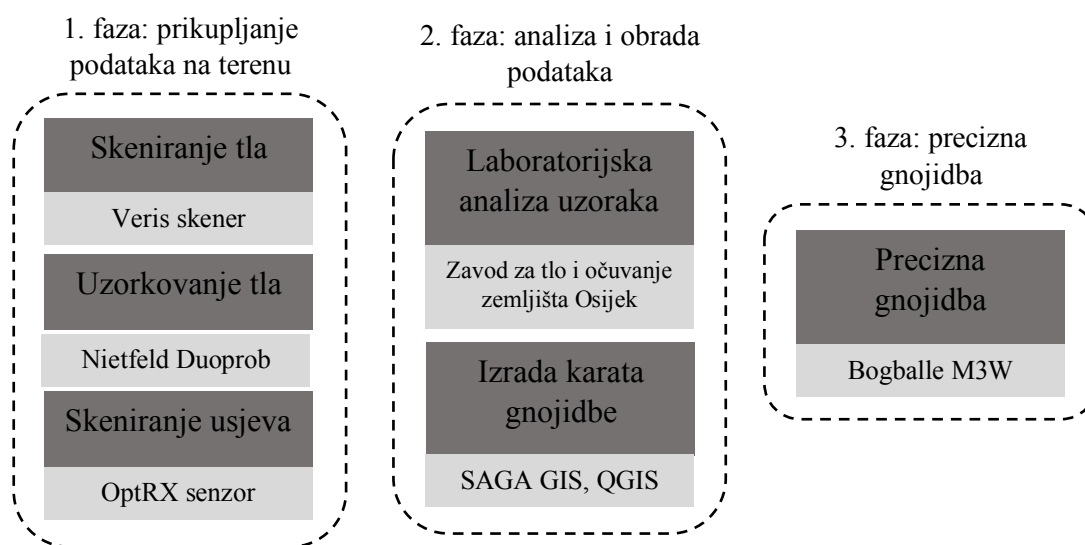 1. faza: prikupljanje
podataka na terenu
Skeniranje tla
Veris skener
Uzorkovanje tla
Nietfeld Duoprob
Skeniranje usjeva
OptRX senzor
2. faza: analiza i obrada
podataka
Laboratorijska
analiza uzoraka
Zavod za tlo i očuvanje
zemljišta Osijek
Izrada karata
gnojidbe
SAGA GIS, QGIS
3. faza: precizna
gnojidba
Precizna
gnojidba
Bogballe M3W